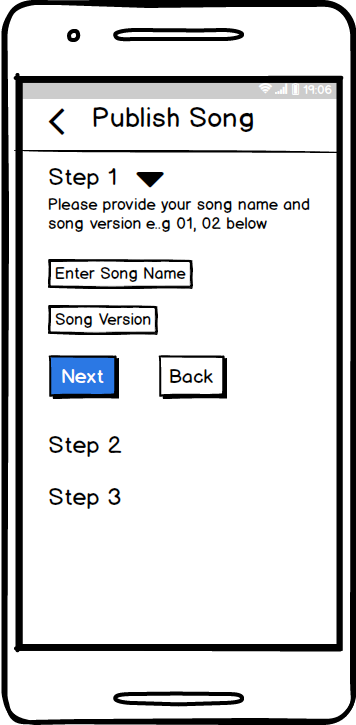 19:06
Publish Song
Step 1
Please provide your song name and
song version e..g 01, 02 below
Enter Song Name
Song Version
Next
Back
Step 2
Step 3